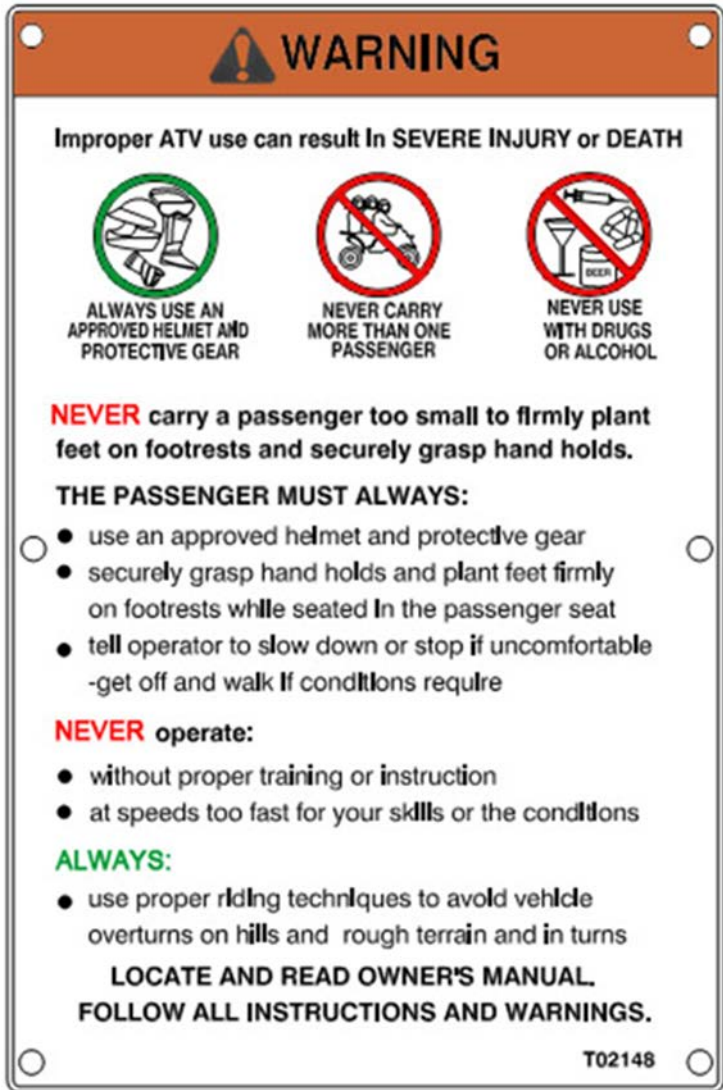 WARNING
Improper ATV use can result In SEVERE INJURY or DEATH
ALWAYS USE AN
APPROVED HELMET AND
PROTECTIVE GEAR
NEVER CARRY
MORE THAN ONE
PASSENGER
BEER
NEVER USE
WITH DRUGS
OR ALCOHOL
NEVER carry a passenger too small to firmly plant
feet on footrests and securely grasp hand holds.
THE PASSENGER MUST ALWAYS:
● use an approved helmet and protective gear
● securely grasp hand holds and plant feet firmly
on footrests while seated In the passenger seat
● tell operator to slow down or stop if uncomfortable
-get off and walk If conditions require
NEVER operate:
● without proper training or instruction
● at speeds too fast for your skills or the conditions
ALWAYS:
● use proper riding techniques to avoid vehicle
overturns on hills and rough terrain and in turns
LOCATE AND READ OWNER'S MANUAL.
FOLLOW ALL INSTRUCTIONS AND WARNINGS.
T02148